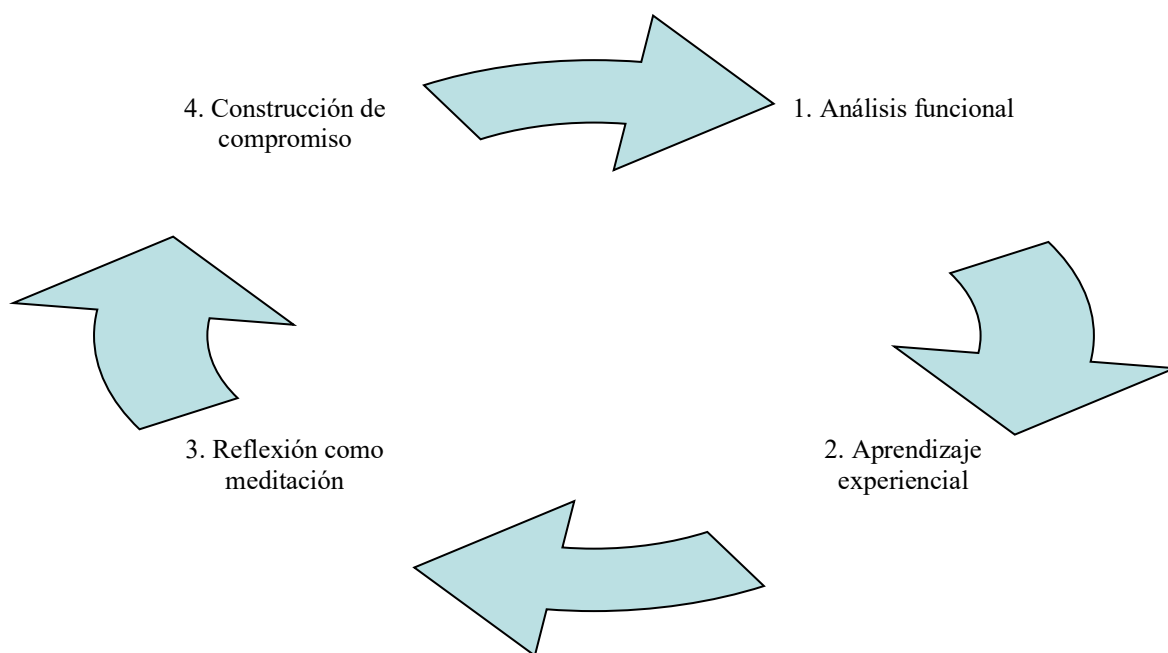 4. Construcción de
compromiso
1. Análisis funcional
3. Reflexión como
meditación
2. Aprendizaje
experiencial